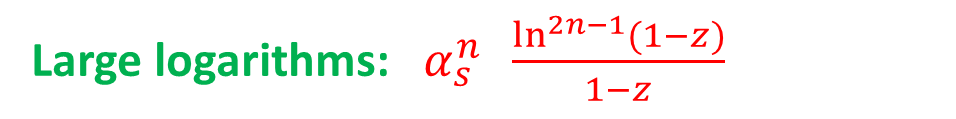 Large logarithms: αₛⁿ ln²ⁿ⁻¹(1−z) / 1−z